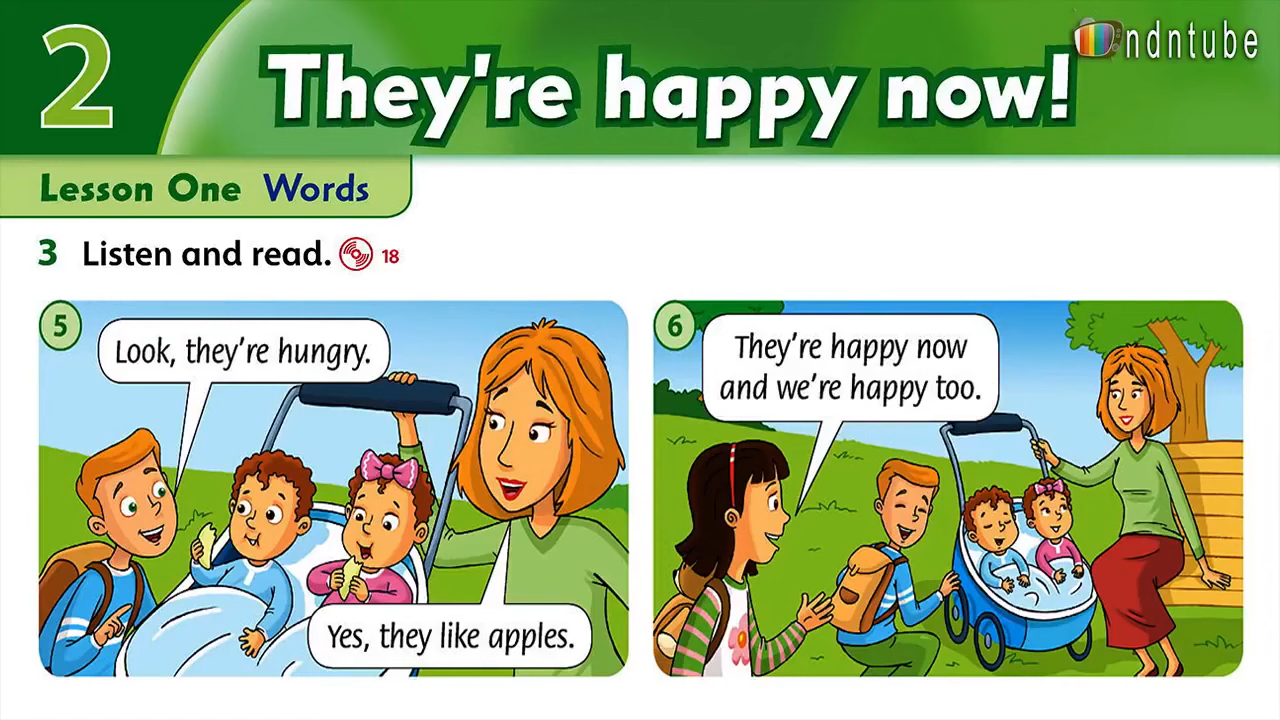 2
They're happy now!
ndntube
Lesson One Words
3 Listen and read. 18
5
Look, they're hungry.
Yes, they like apples.
6
They're happy now
and we're happy too.